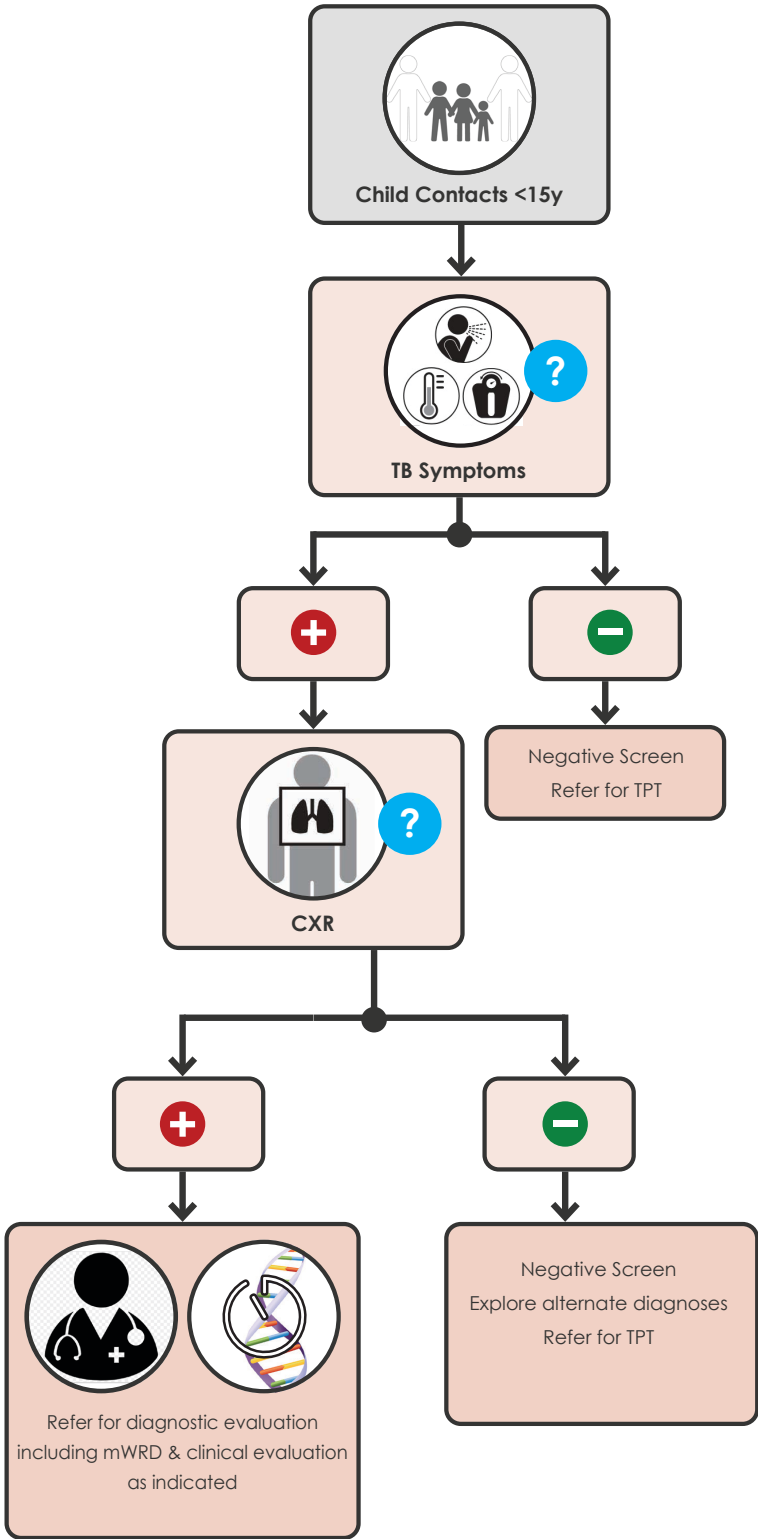 Child Contacts <15y
?
TB Symptoms
Negative Screen
Refer for TPT
?
CXR
Negative Screen
Explore alternate diagnoses
Refer for TPT
Refer for diagnostic evaluation
including mWRD & clinical evaluation
as indicated